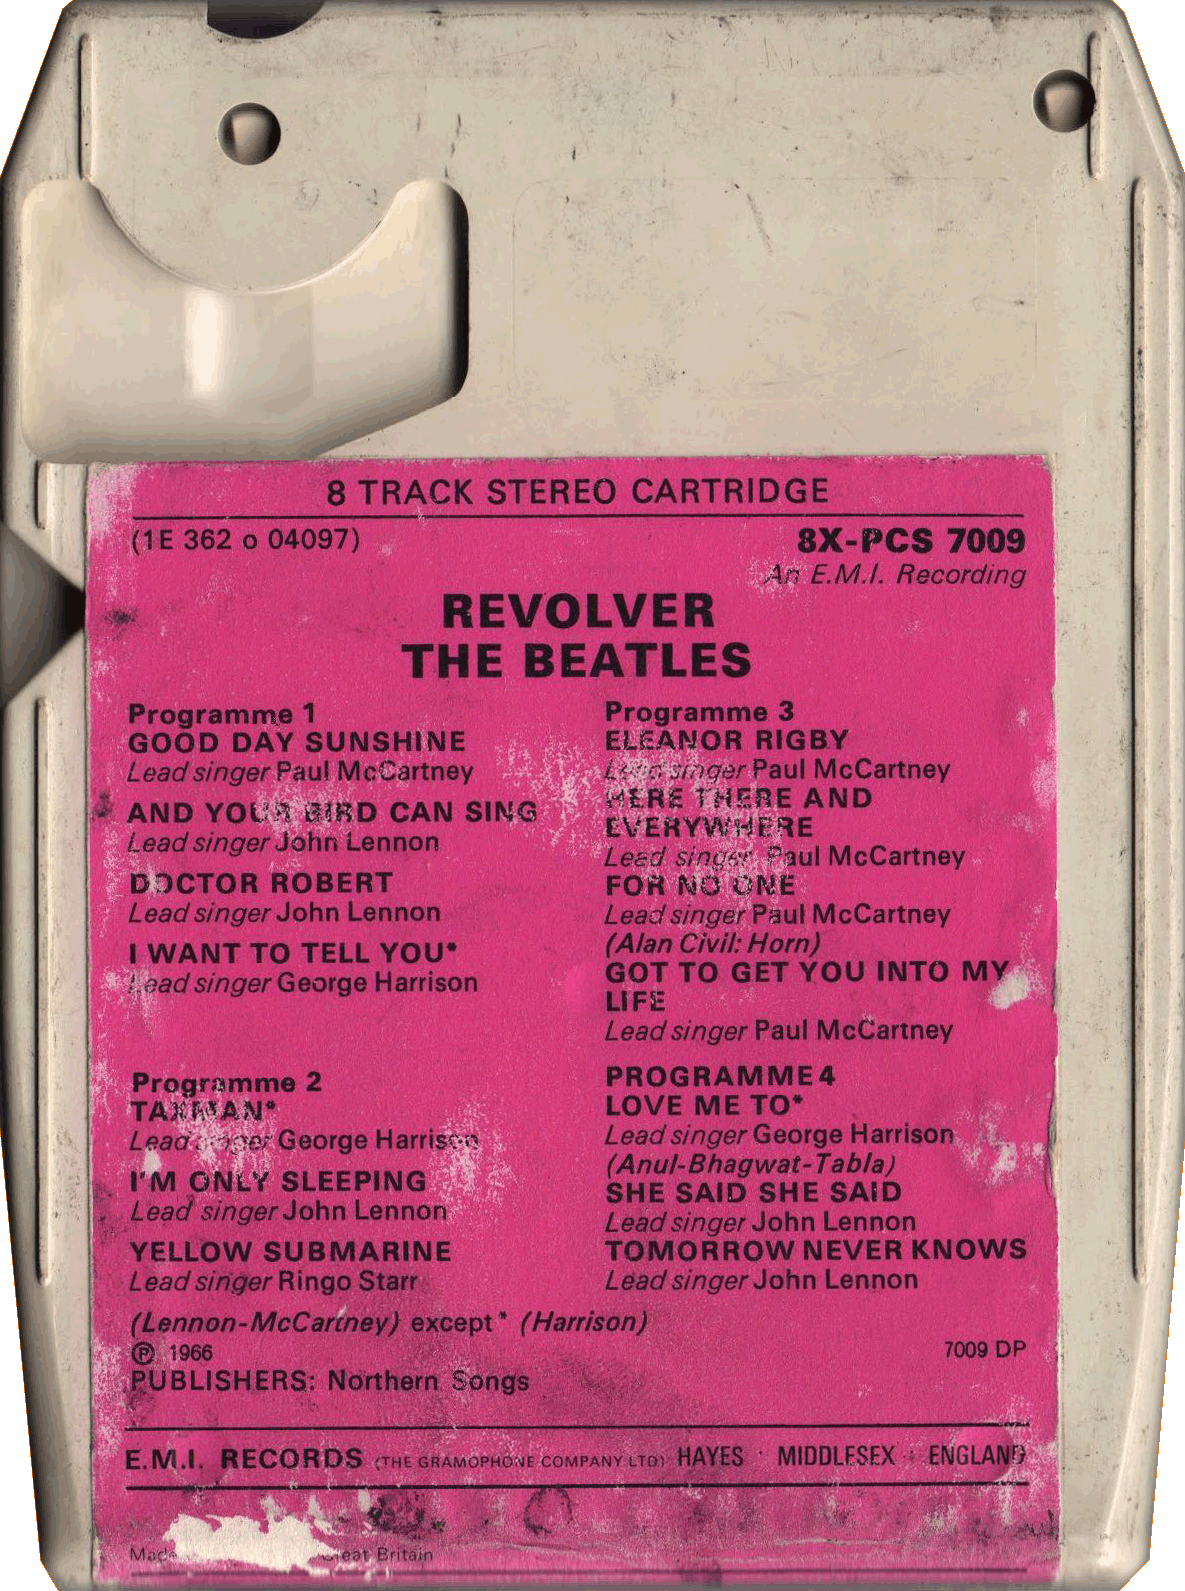 8 TRACK STEREO CARTRIDGE
(1E 362 o 04097)
8X-PCS 7009
An E.M.I. Recording
REVOLVER
THE BEATLES
Programme 1
GOOD DAY SUNSHINE
Lead singer Paul McCartney
AND YOUR BIRD CAN SING
Lead singer John Lennon
DOCTOR ROBERT
Lead singer John Lennon
I WANT TO TELL YOU*
Lead singer George Harrison
Programme 2
TAXMAN*
Lead singer George Harrison
I'M ONLY SLEEPING
Lead singer John Lennon
YELLOW SUBMARINE
Lead singer Ringo Starr
Programme 3
ELEANOR RIGBY
Lead singer Paul McCartney
HERE THERE AND
EVERYWHERE
Lead singer Paul McCartney
FOR NO ONE
Lead singer Paul McCartney
(Alan Civil: Horn)
GOT TO GET YOU INTO MY
LIFE
Lead singer Paul McCartney
PROGRAMME 4
LOVE ME TO*
Lead singer George Harrison
(Anul-Bhagwat-Tabla)
SHE SAID SHE SAID
Lead singer John Lennon
TOMORROW NEVER KNOWS
Lead singer John Lennon
(Lennon-McCartney) except * (Harrison)
℗ 1966
7009 DP
PUBLISHERS: Northern Songs
E.M.I. RECORDS (THE GRAMOPHONE COMPANY LTD) HAYES · MIDDLESEX · ENGLAND
Made Great Britain